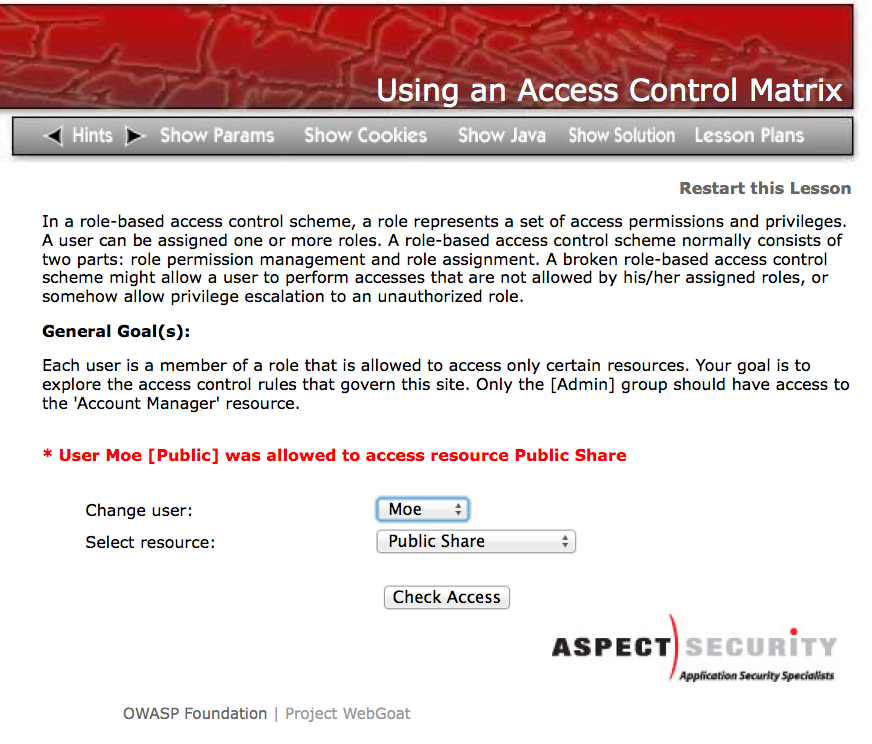 Using an Access Control Matrix
Hints Show Params Show Cookies Show Java Show Solution Lesson Plans
Restart this Lesson
In a role-based access control scheme, a role represents a set of access permissions and privileges.
A user can be assigned one or more roles. A role-based access control scheme normally consists of
two parts: role permission management and role assignment. A broken role-based access control
scheme might allow a user to perform accesses that are not allowed by his/her assigned roles, or
somehow allow privilege escalation to an unauthorized role.
General Goal(s):
Each user is a member of a role that is allowed to access only certain resources. Your goal is to
explore the access control rules that govern this site. Only the [Admin] group should have access to
the 'Account Manager' resource.
* User Moe [Public] was allowed to access resource Public Share
Change user: Moe
Select resource: Public Share
Check Access
ASPECT SECURITY
Application Security Specialists
OWASP Foundation | Project WebGoat